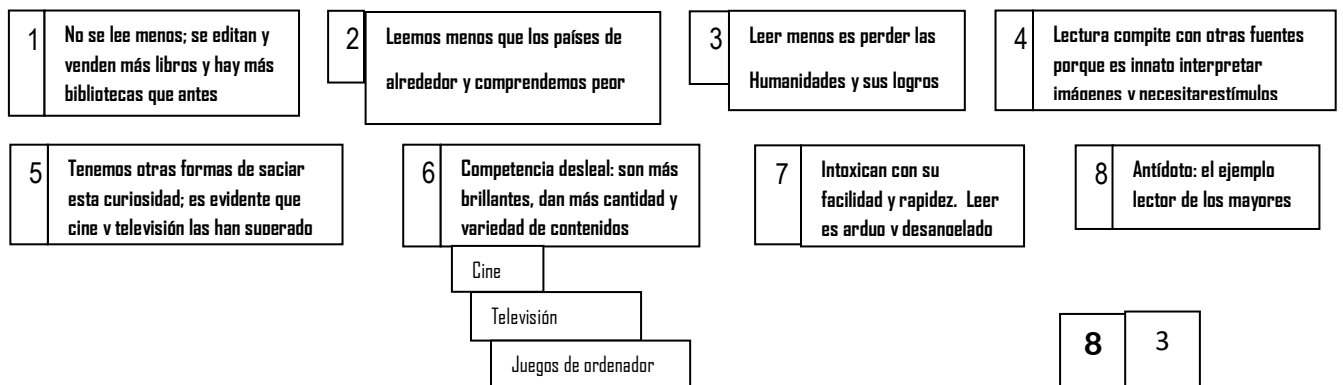 1
No se lee menos; se editan y
venden más libros y hay más
bibliotecas que antes
2
Leemos menos que los países de
alrededor y comprendemos peor
3
Leer menos es perder las
Humanidades y sus logros
4
Lectura compite con otras fuentes
porque es innato interpretar
imágenes y necesitarestímulos
5
Tenemos otras formas de saciar
esta curiosidad; es evidente que
cine y televisión las han superado
6
Competencia desleal: son más
brillantes, dan más cantidad y
variedad de contenidos
Cine
Televisión
Juegos de ordenador
7
Intoxican con su
facilidad y rapidez. Leer
es arduo y desangelado
8
Antídoto: el ejemplo
lector de los mayores
8
3